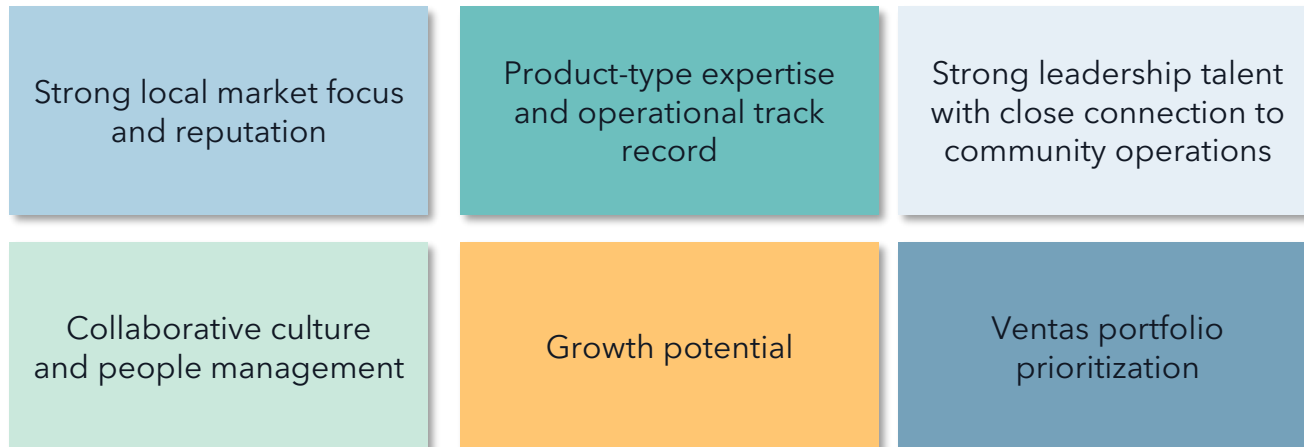 Strong local market focus
and reputation
Product-type expertise
and operational track
record
Strong leadership talent
with close connection to
community operations
Collaborative culture
and people management
Growth potential
Ventas portfolio
prioritization